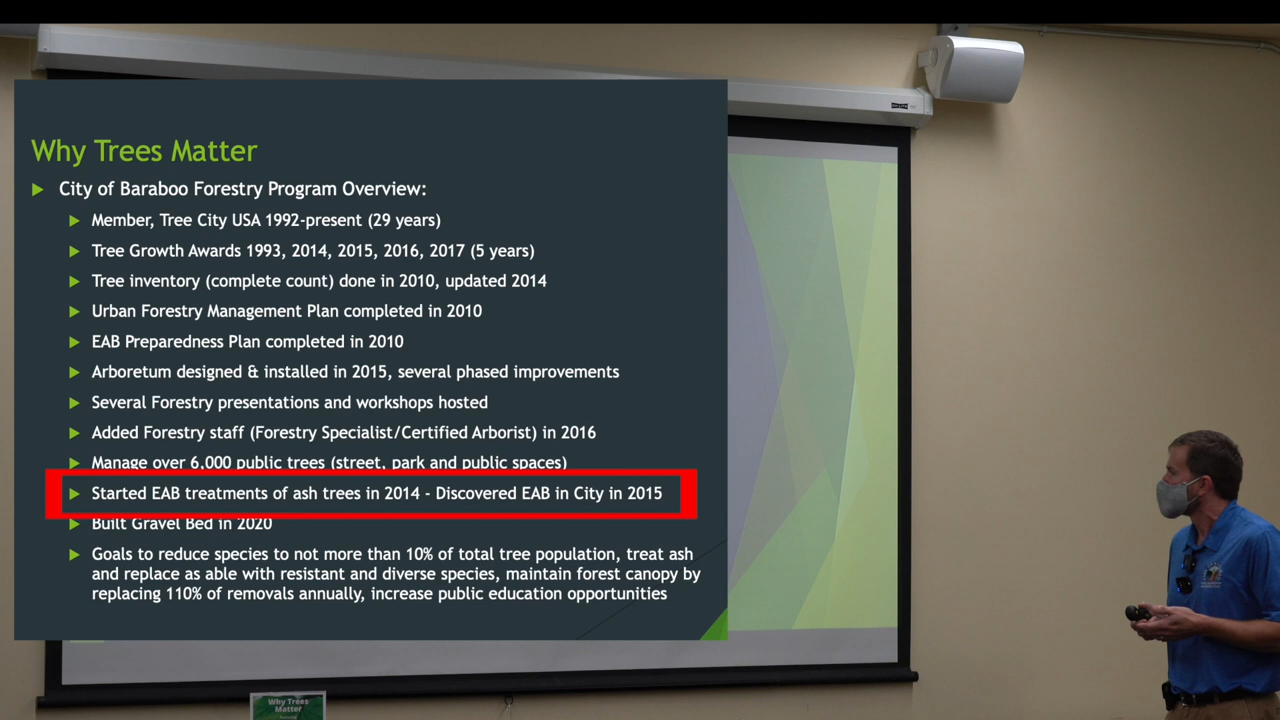 Why Trees Matter
City of Baraboo Forestry Program Overview:
Member, Tree City USA 1992-present (29 years)
Tree Growth Awards 1993, 2014, 2015, 2016, 2017 (5 years)
Tree inventory (complete count) done in 2010, updated 2014
Urban Forestry Management Plan completed in 2010
EAB Preparedness Plan completed in 2010
Arboretum designed & installed in 2015, several phased improvements
Several Forestry presentations and workshops hosted
Added Forestry staff (Forestry Specialist/Certified Arborist) in 2016
Manage over 6,000 public trees (street, park and public spaces)
Started EAB treatments of ash trees in 2014 - Discovered EAB in City in 2015
Built Gravel Bed in 2020
Goals to reduce species to not more than 10% of total tree population, treat ash
and replace as able with resistant and diverse species, maintain forest canopy by
replacing 110% of removals annually, increase public education opportunities
Why Trees
Matter